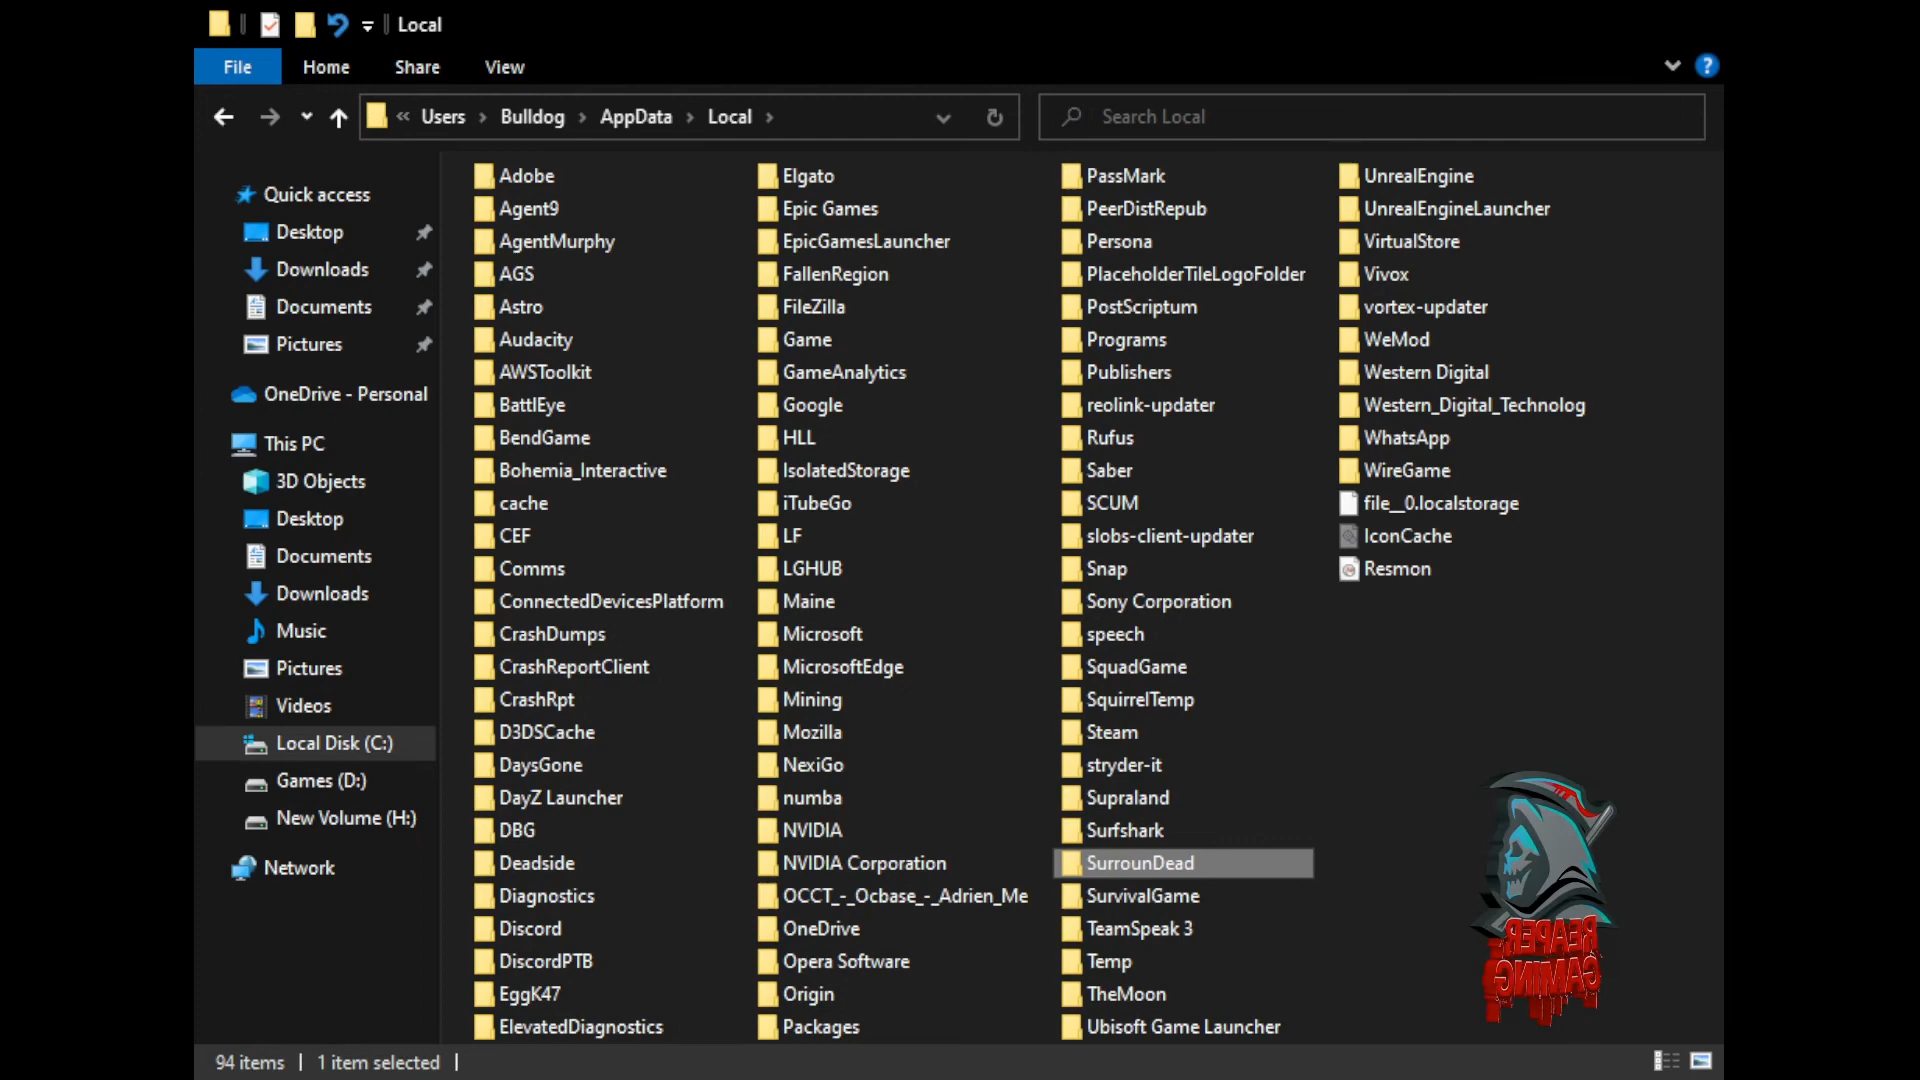 Local
File Home Share View
« Users › Bulldog › AppData › Local ›
Search Local
Quick access
Desktop
Downloads
Documents
Pictures
OneDrive - Personal
This PC
3D Objects
Desktop
Documents
Downloads
Music
Pictures
Videos
Local Disk (C:)
Games (D:)
New Volume (H:)
Network
Adobe
Agent9
AgentMurphy
AGS
Astro
Audacity
AWSToolkit
BattlEye
BendGame
Bohemia_Interactive
cache
CEF
Comms
ConnectedDevicesPlatform
CrashDumps
CrashReportClient
CrashRpt
D3DSCache
DaysGone
DayZ Launcher
DBG
Deadside
Diagnostics
Discord
DiscordPTB
EggK47
ElevatedDiagnostics
Elgato
Epic Games
EpicGamesLauncher
FallenRegion
FileZilla
Game
GameAnalytics
Google
HLL
IsolatedStorage
iTubeGo
LF
LGHUB
Maine
Microsoft
MicrosoftEdge
Mining
Mozilla
NexiGo
numba
NVIDIA
NVIDIA Corporation
OCCT_-_Ocbase_-_Adrien_Me
OneDrive
Opera Software
Origin
Packages
PassMark
PeerDistRepub
Persona
PlaceholderTileLogoFolder
PostScriptum
Programs
Publishers
reolink-updater
Rufus
Saber
SCUM
slobs-client-updater
Snap
Sony Corporation
speech
SquadGame
SquirrelTemp
Steam
stryder-it
Supraland
Surfshark
SurrounDead
SurvivalGame
TeamSpeak 3
Temp
TheMoon
Ubisoft Game Launcher
UnrealEngine
UnrealEngineLauncher
VirtualStore
Vivox
vortex-updater
WeMod
Western Digital
Western_Digital_Technolog
WhatsApp
WireGame
file__0.localstorage
IconCache
Resmon
REAPER
GAMING
94 items 1 item selected